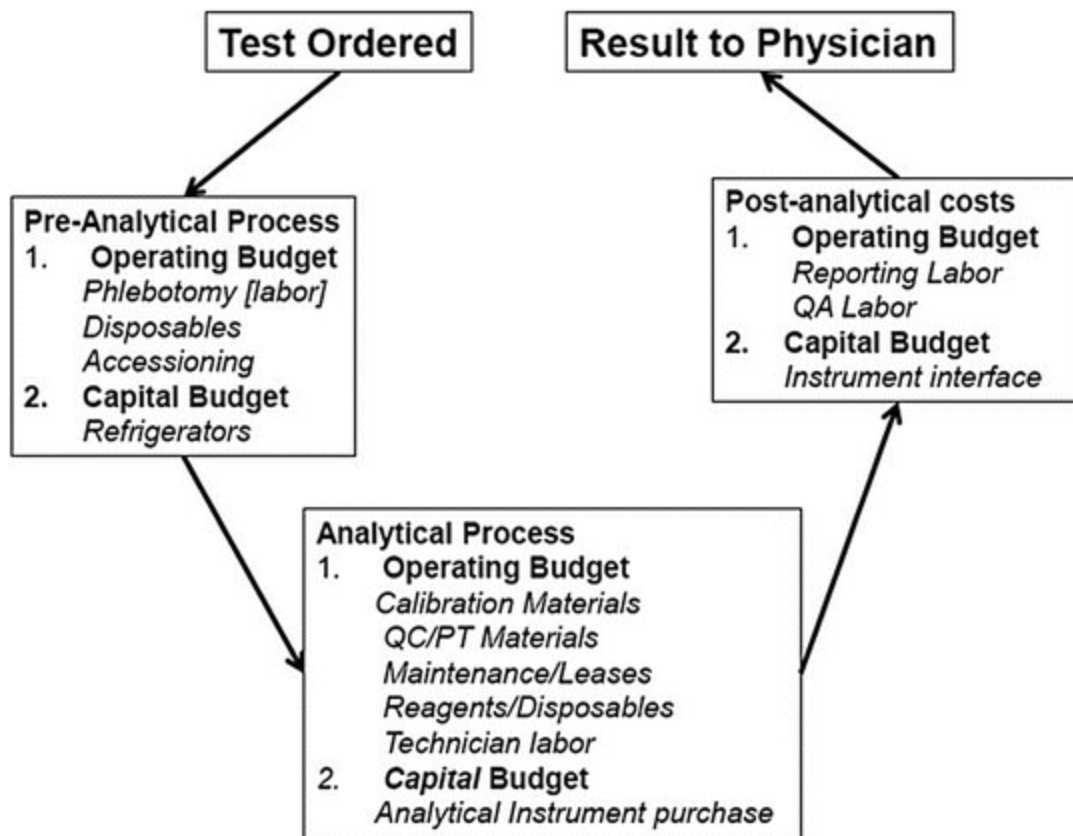 Test Ordered
Result to Physician
Pre-Analytical Process
1. Operating Budget
Phlebotomy [labor]
Disposables
Accessioning
2. Capital Budget
Refrigerators
Analytical Process
1. Operating Budget
Calibration Materials
QC/PT Materials
Maintenance/Leases
Reagents/Disposables
Technician labor
2. Capital Budget
Analytical Instrument purchase
Post-analytical costs
1. Operating Budget
Reporting Labor
QA Labor
2. Capital Budget
Instrument interface